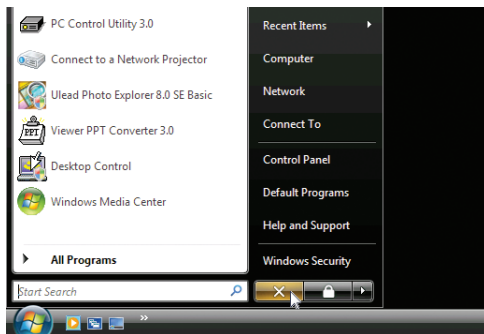 PC Control Utility 3.0
Connect to a Network Projector
Ulead Photo Explorer 8.0 SE Basic
PPT
Viewer PPT Converter 3.0
Desktop Control
Windows Media Center
All Programs
Start Search
Recent Items
Computer
Network
Connect To
Control Panel
Default Programs
Help and Support
Windows Security